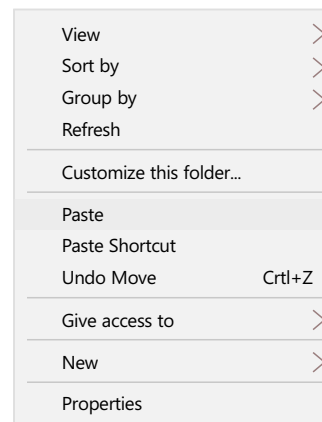 View
Sort by
Group by
Refresh
Customize this folder...
Paste
Paste Shortcut
Undo Move Crtl+Z
Give access to
New
Properties